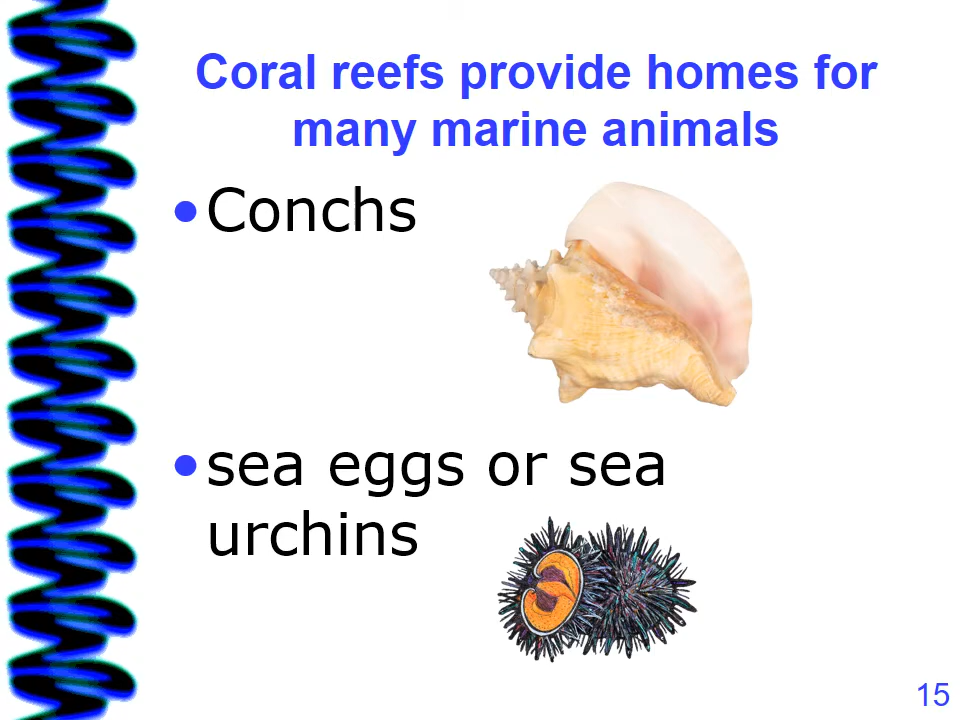 Coral reefs provide homes for
many marine animals
•Conchs
•sea eggs or sea
urchins
15